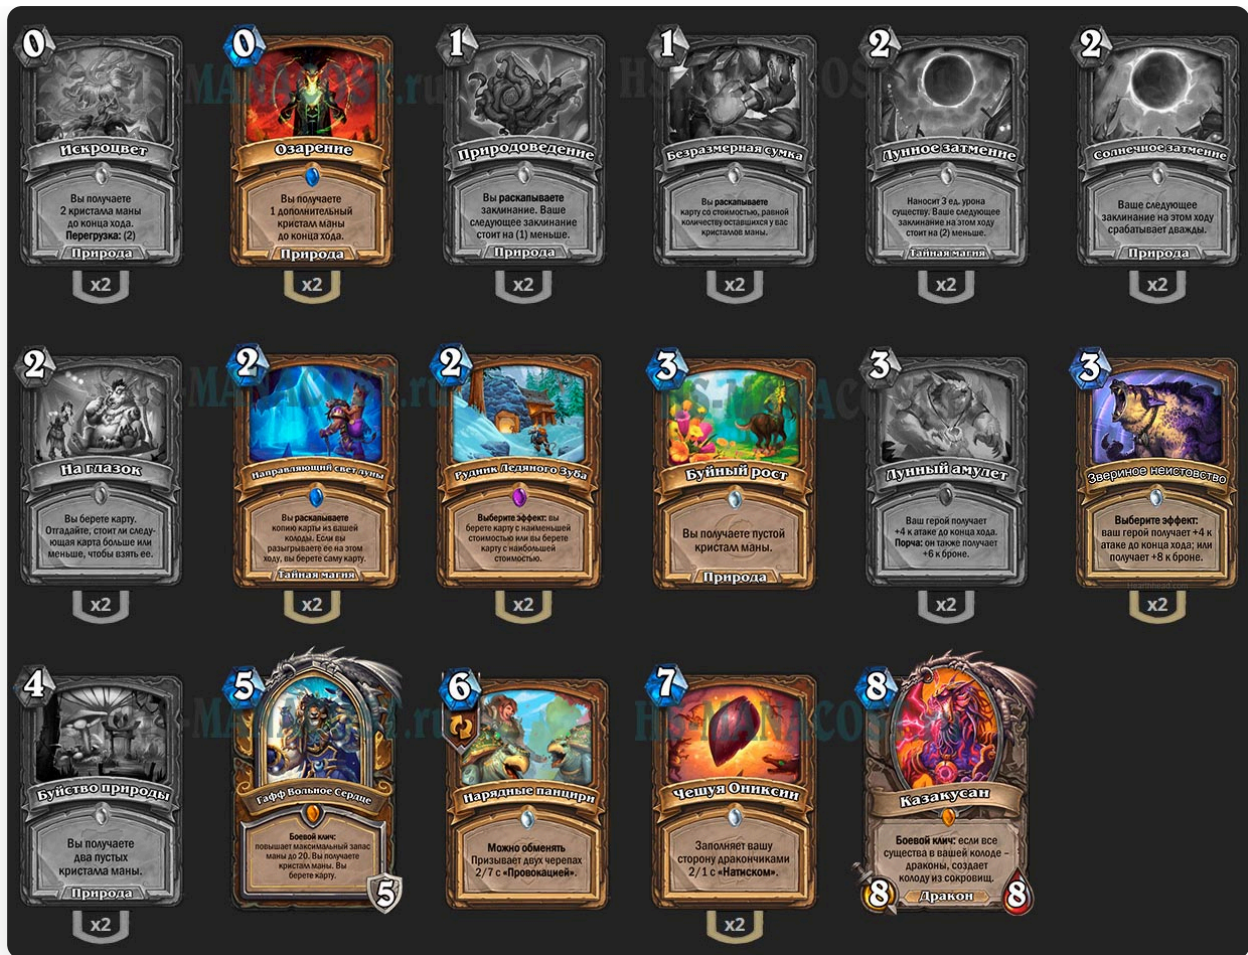 0
Искроцвет
Вы получаете
2 кристалла маны
до конца хода.
Перегрузка: (2)
Природа
x2
0
Озарение
Вы получаете
1 дополнительный
кристалл маны
до конца хода.
Природа
x2
1
Природоведение
Вы раскапываете
заклинание. Ваше
следующее заклинание
стоит на (1) меньше.
Природа
x2
1
Безразмерная сумка
Вы раскапываете
карту со стоимостью, равной
количеству оставшихся у вас
кристаллов маны.
x2
2
Лунное затмение
Наносит 3 ед. урона
существу. Ваше следующее
заклинание на этом ходу
стоит на (2) меньше.
Тайная магия
x2
2
Солнечное затмение
Ваше следующее
заклинание на этом ходу
срабатывает дважды.
Природа
x2
HS-MANACOST.ru
2
На глазок
Вы берете карту.
Отгадайте, стоит ли следу-
ющая карта больше или
меньше, чтобы взять ее.
x2
2
Направляющий свет луны
Вы раскапываете
копию карты из вашей
колоды. Если вы
разыгрываете ее на этом
ходу, вы берете саму карту.
Тайная магия
x2
2
Рудник Ледяного Зуба
Выберите эффект: вы
берете карту с наименьшей
стоимостью или вы берете
карту с наибольшей
стоимостью.
x2
3
Буйный рост
Вы получаете пустой
кристалл маны.
Природа
3
Лунный амулет
Ваш герой получает
+4 к атаке до конца хода.
Порча: он также получает
+6 к броне.
x2
3
Звериное неистовство
Выберите эффект:
ваш герой получает +4 к
атаке до конца хода; или
получает +8 к броне.
x2
4
Буйство природы
Вы получаете
два пустых
кристалла маны.
Природа
x2
5
Гафф Вольное Сердце
Боевой клич:
повышает максимальный запас
маны до 20. Вы получаете
кристалл маны. Вы
берете карту.
5
6
Нарядные панцири
Можно обменять
Призывает двух черепах
2/7 с «Провокацией».
7
Чешуя Ониксии
Заполняет вашу
сторону дракончиками
2/1 с «Натиском».
x2
8
Казакусан
Боевой клич: если все
существа в вашей колоде –
драконы, создает
колоду из сокровищ.
8
Дракон
8